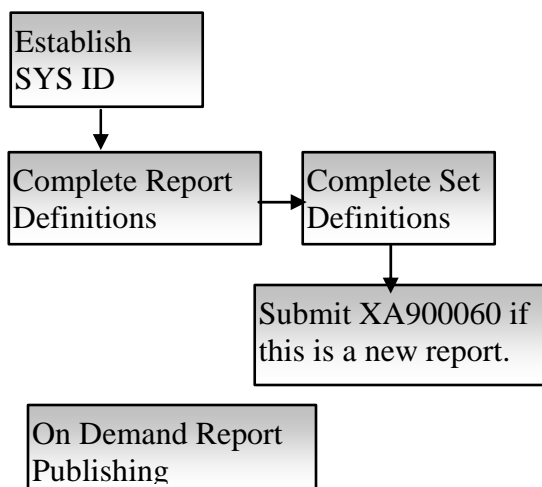 Establish
SYS ID
Complete Report
Definitions
Complete Set
Definitions
Submit XA900060 if
this is a new report.
On Demand Report
Publishing